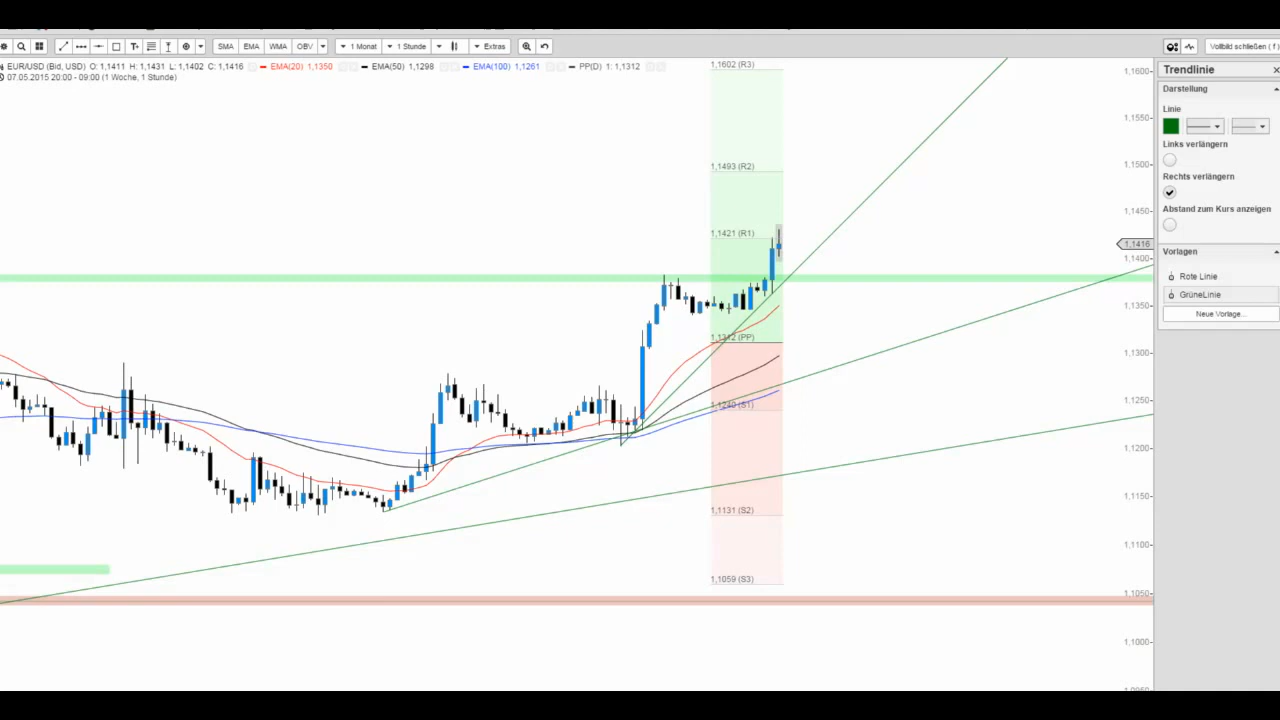 SMA EMA WMA OBV 1 Monat 1 Stunde Extras Vollbild schließen ( f )
EUR/USD (Bid, USD) O: 1,1411 H: 1,1431 L: 1,1402 C: 1,1416 EMA(20) 1,1350 EMA(50) 1,1298 EMA(100) 1,1261 PP(D) 1: 1,1312
07.05.2015 20:00 - 09:00 (1 Woche, 1 Stunde)
1,1602 (R3)
1,1493 (R2)
1,1421 (R1)
1,1312 (PP)
1,1240 (S1)
1,1131 (S2)
1,1059 (S3)
1,1600
1,1550
1,1500
1,1450
1,1416
1,1400
1,1350
1,1300
1,1250
1,1200
1,1150
1,1100
1,1050
1,1000
Trendlinie
Darstellung
Linie
Links verlängern
Rechts verlängern
Abstand zum Kurs anzeigen
Vorlagen
Rote Linie
GrüneLinie
Neue Vorlage...